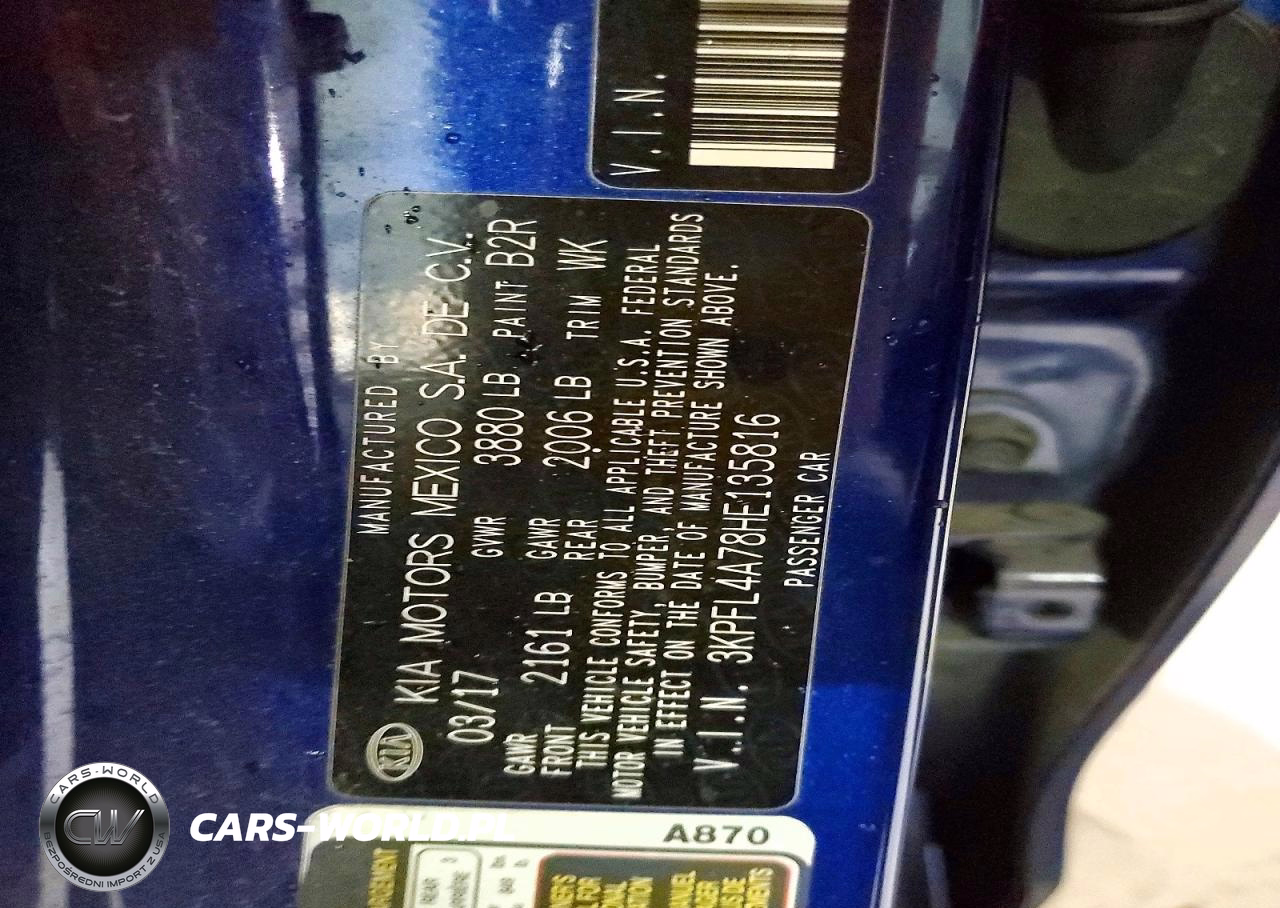 V.I.N.
MANUFACTURED BY
KIA KIA MOTORS MEXICO S.A. DE C.V.
03/17 GVWR 3880 LB PAINT B2R
GAWR FRONT 2161 LB GAWR REAR 2006 LB TRIM WK
THIS VEHICLE CONFORMS TO ALL APPLICABLE U.S.A. FEDERAL
MOTOR VEHICLE SAFETY, BUMPER, AND THEFT PREVENTION STANDARDS
IN EFFECT ON THE DATE OF MANUFACTURE SHOWN ABOVE.
V.I.N. 3KPFL4A78HE135816
PASSENGER CAR
A870
REAR
CARS-WORLD
CW
BEZPOŚREDNI IMPORT Z USA
CARS-WORLD.PL